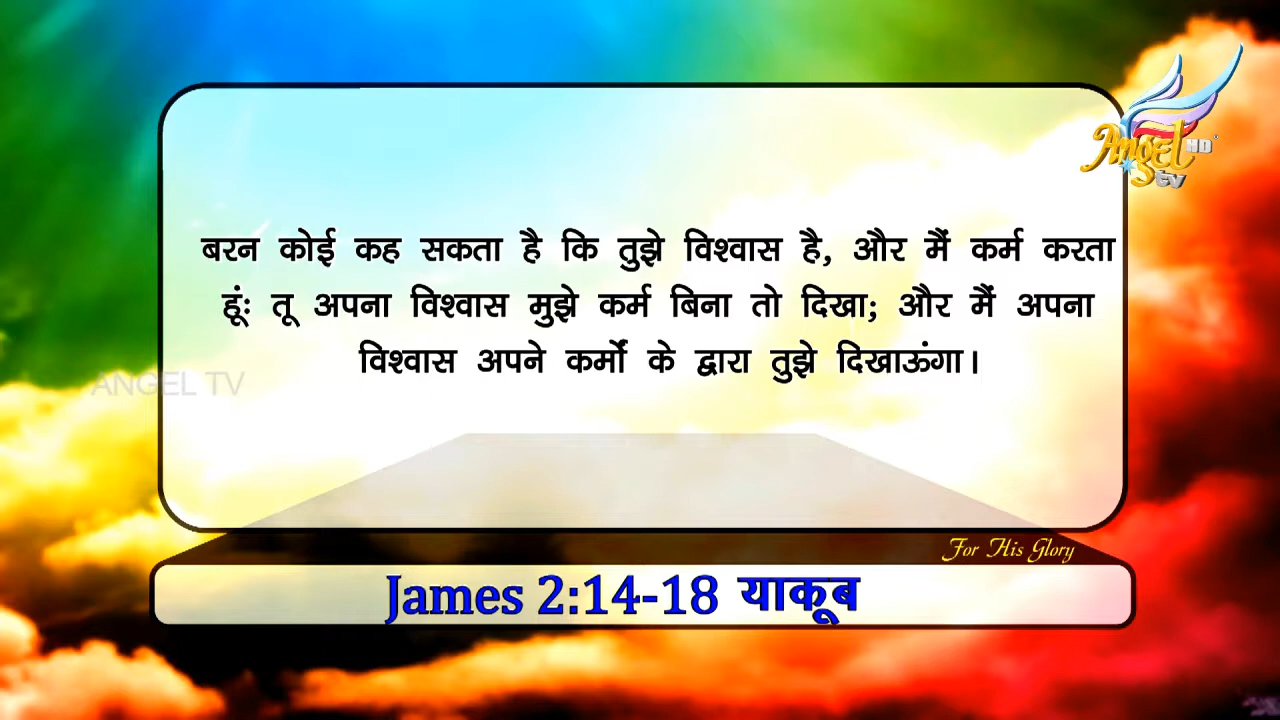 Angel HD
tv
बरन कोई कह सकता है कि तुझे विश्वास है, और मैं कर्म करता
हूं: तू अपना विश्वास मुझे कर्म बिना तो दिखा; और मैं अपना
विश्वास अपने कर्मों के द्वारा तुझे दिखाऊंगा।
ANGEL TV
For His Glory
James 2:14-18 याकूब